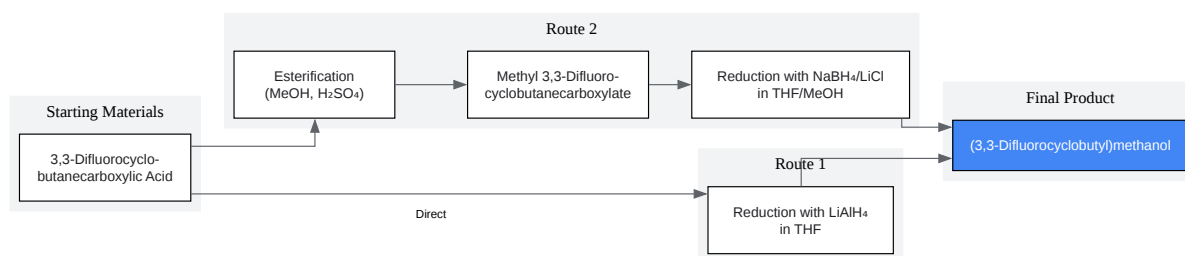 Route 2
Esterification
(MeOH, H₂SO₄)
Methyl 3,3-Difluoro-
cyclobutanecarboxylate
Reduction with NaBH₄/LiCl
in THF/MeOH
Starting Materials
3,3-Difluorocyclo-
butanecarboxylic Acid
Final Product
(3,3-Difluorocyclobutyl)methanol
Route 1
Direct
Reduction with LiAlH₄
in THF